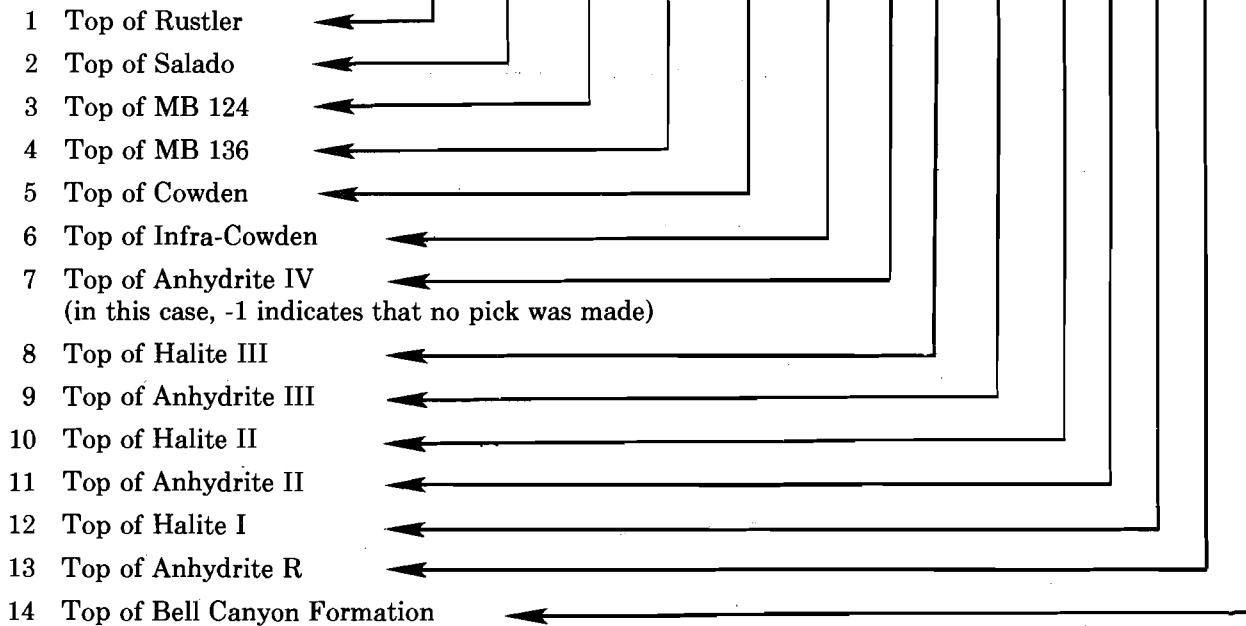 1 Top of Rustler
2 Top of Salado
3 Top of MB 124
4 Top of MB 136
5 Top of Cowden
6 Top of Infra-Cowden
7 Top of Anhydrite IV
(in this case, -1 indicates that no pick was made)
8 Top of Halite III
9 Top of Anhydrite III
10 Top of Halite II
11 Top of Anhydrite II
12 Top of Halite I
13 Top of Anhydrite R
14 Top of Bell Canyon Formation